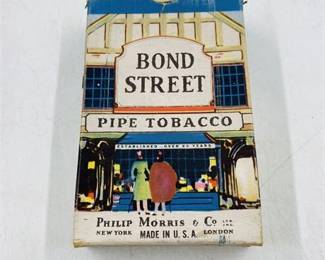 BOND
STREET
PIPE TOBACCO
ESTABLISHED OVER 80 YEARS
PHILIP MORRIS & Co
NEW YORK MADE IN U.S.A. LONDON